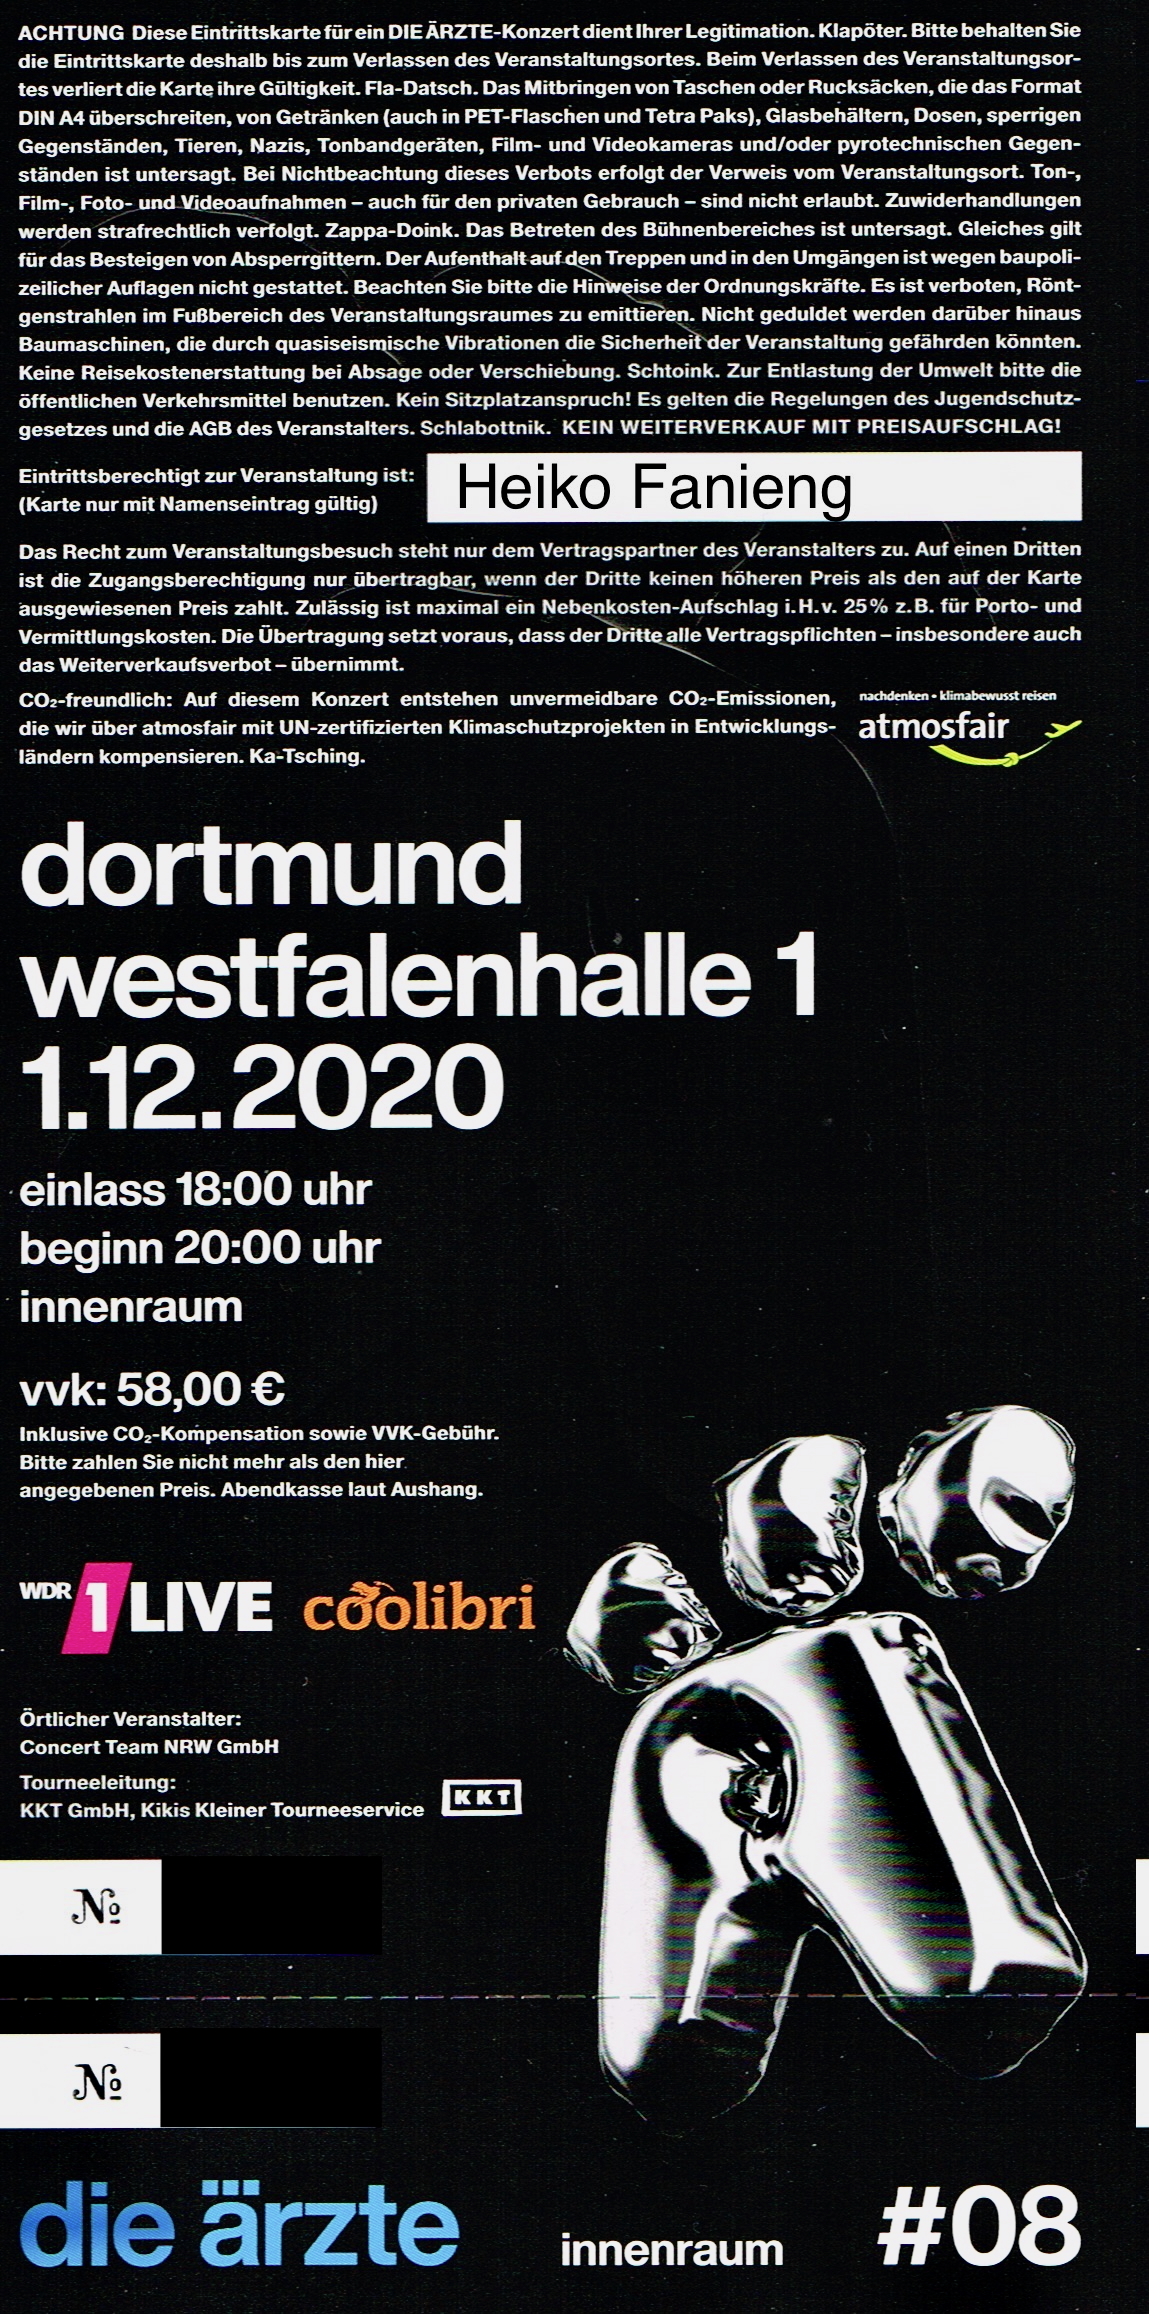 ACHTUNG Diese Eintrittskarte für ein DIE ÄRZTE-Konzert dient Ihrer Legitimation. Klapöter. Bitte behalten Sie
die Eintrittskarte deshalb bis zum Verlassen des Veranstaltungsortes. Beim Verlassen des Veranstaltungsor-
tes verliert die Karte ihre Gültigkeit. Fla-Datsch. Das Mitbringen von Taschen oder Rucksäcken, die das Format
DIN A4 überschreiten, von Getränken (auch in PET-Flaschen und Tetra Paks), Glasbehältern, Dosen, sperrigen
Gegenständen, Tieren, Nazis, Tonbandgeräten, Film- und Videokameras und/oder pyrotechnischen Gegen-
ständen ist untersagt. Bei Nichtbeachtung dieses Verbots erfolgt der Verweis vom Veranstaltungsort. Ton-,
Film-, Foto- und Videoaufnahmen – auch für den privaten Gebrauch – sind nicht erlaubt. Zuwiderhandlungen
werden strafrechtlich verfolgt. Zappa-Doink. Das Betreten des Bühnenbereiches ist untersagt. Gleiches gilt
für das Besteigen von Absperrgittern. Der Aufenthalt auf den Treppen und in den Umgängen ist wegen baupoli-
zeilicher Auflagen nicht gestattet. Beachten Sie bitte die Hinweise der Ordnungskräfte. Es ist verboten, Rönt-
genstrahlen im Fußbereich des Veranstaltungsraumes zu emittieren. Nicht geduldet werden darüber hinaus
Baumaschinen, die durch quasiseismische Vibrationen die Sicherheit der Veranstaltung gefährden könnten.
Keine Reisekostenerstattung bei Absage oder Verschiebung. Schtoink. Zur Entlastung der Umwelt bitte die
öffentlichen Verkehrsmittel benutzen. Kein Sitzplatzanspruch! Es gelten die Regelungen des Jugendschutz-
gesetzes und die AGB des Veranstalters. Schlabottnik. KEIN WEITERVERKAUF MIT PREISAUFSCHLAG!
Eintrittsberechtigt zur Veranstaltung ist:
(Karte nur mit Namenseintrag gültig)
Heiko Fanieng
Das Recht zum Veranstaltungsbesuch steht nur dem Vertragspartner des Veranstalters zu. Auf einen Dritten
ist die Zugangsberechtigung nur übertragbar, wenn der Dritte keinen höheren Preis als den auf der Karte
ausgewiesenen Preis zahlt. Zulässig ist maximal ein Nebenkosten-Aufschlag i.H.v. 25% z.B. für Porto- und
Vermittlungskosten. Die Übertragung setzt voraus, dass der Dritte alle Vertragspflichten – insbesondere auch
das Weiterverkaufsverbot – übernimmt.
CO₂-freundlich: Auf diesem Konzert entstehen unvermeidbare CO₂-Emissionen,
die wir über atmosfair mit UN-zertifizierten Klimaschutzprojekten in Entwicklungs-
ländern kompensieren. Ka-Tsching.
nachdenken • klimabewusst reisen
atmosfair
dortmund
westfalenhalle 1
1.12.2020
einlass 18:00 uhr
beginn 20:00 uhr
innenraum
vvk: 58,00 €
Inklusive CO₂-Kompensation sowie VVK-Gebühr.
Bitte zahlen Sie nicht mehr als den hier
angegebenen Preis. Abendkasse laut Aushang.
WDR 1LIVE coolibri
Örtlicher Veranstalter:
Concert Team NRW GmbH
Tourneeleitung:
KKT GmbH, Kikis Kleiner Tourneeservice
KKT
№
№
die ärzte innenraum #08